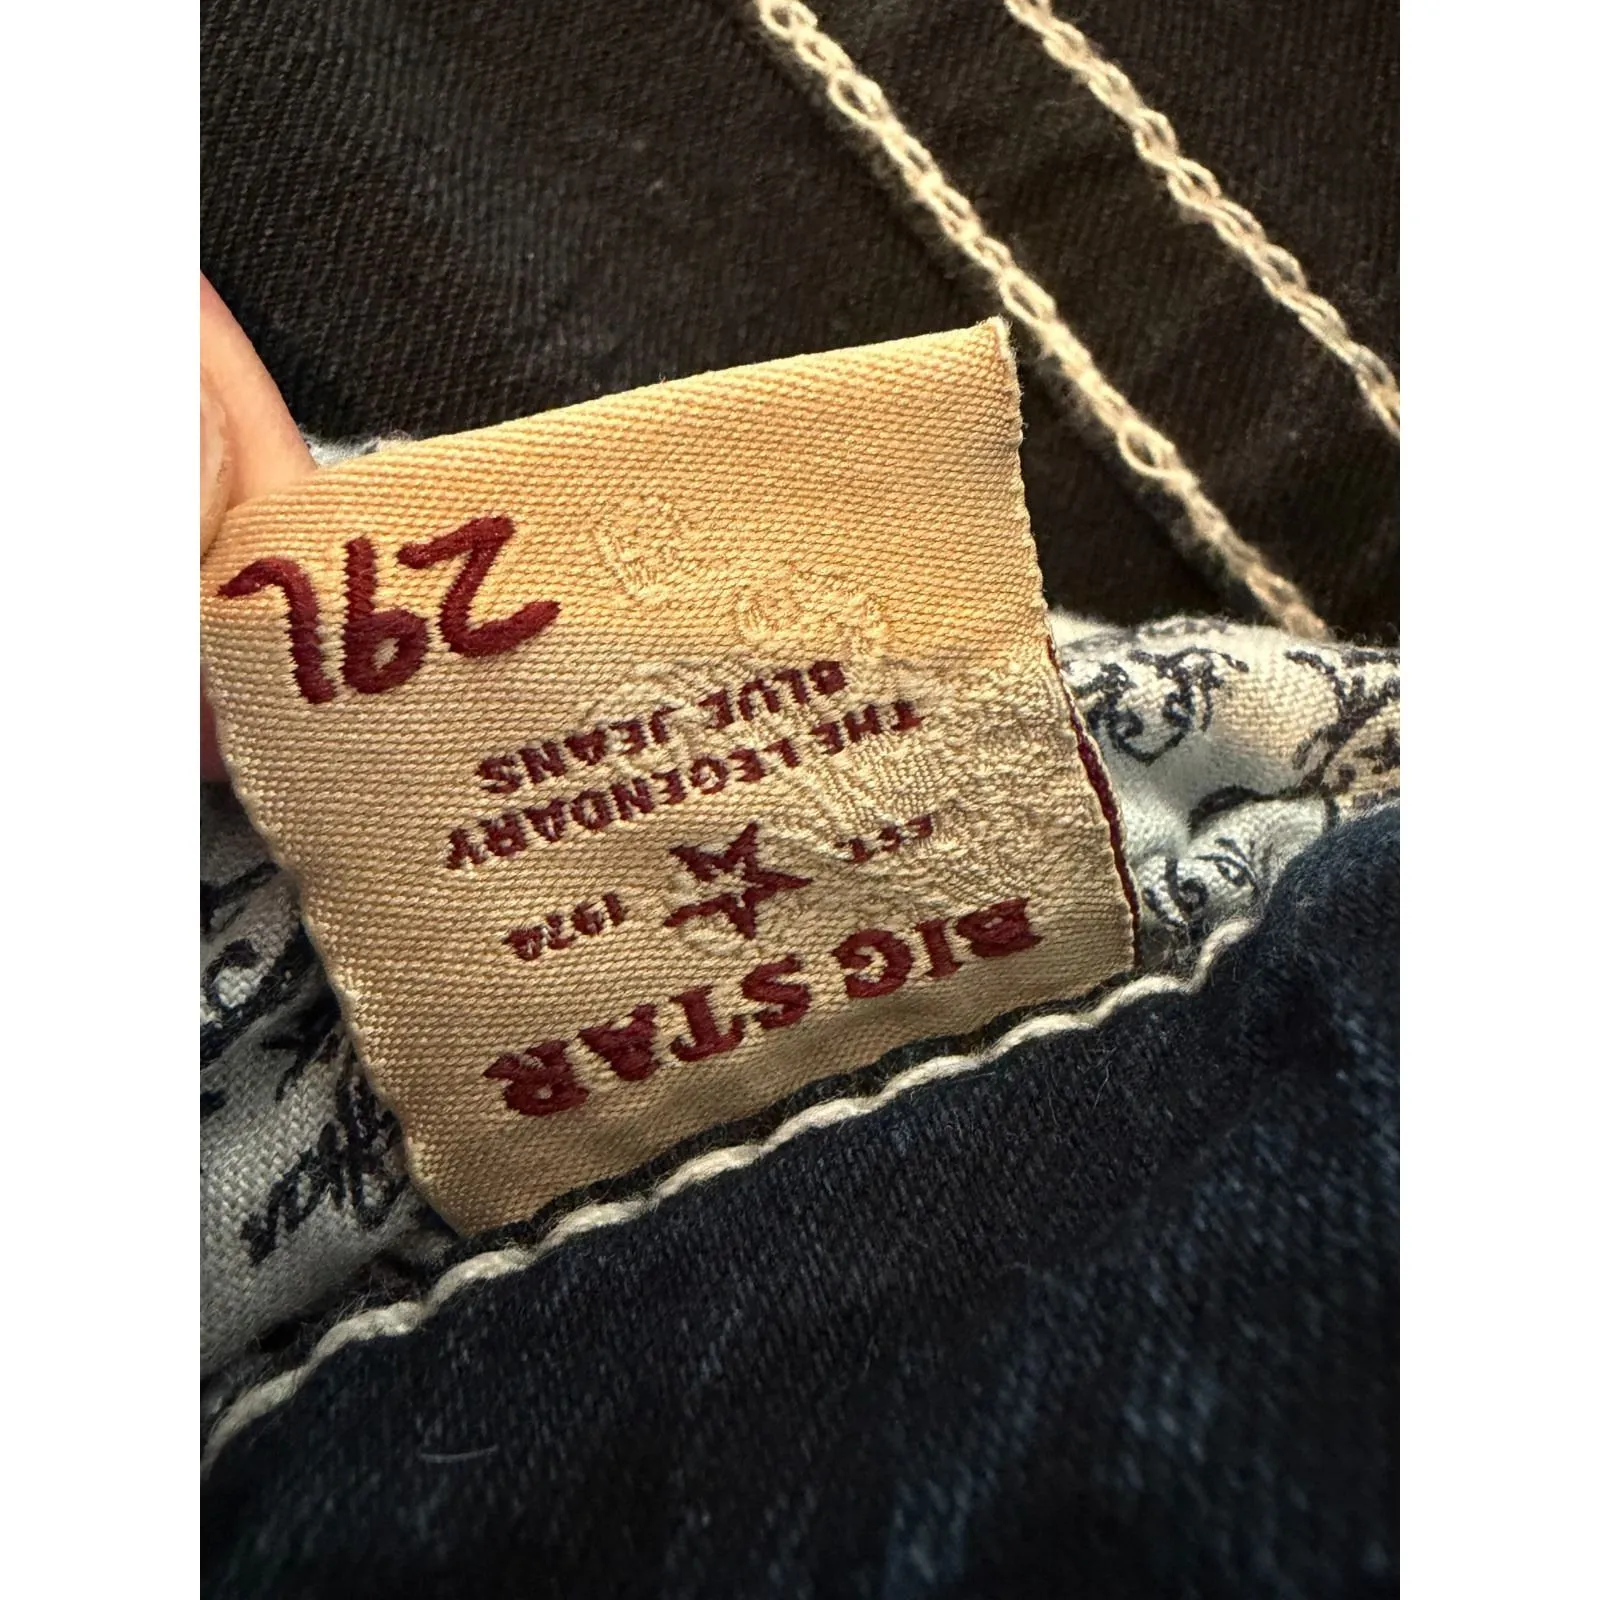 BIG STAR
EST. 1974
THE LEGENDARY
BLUE JEANS
29L